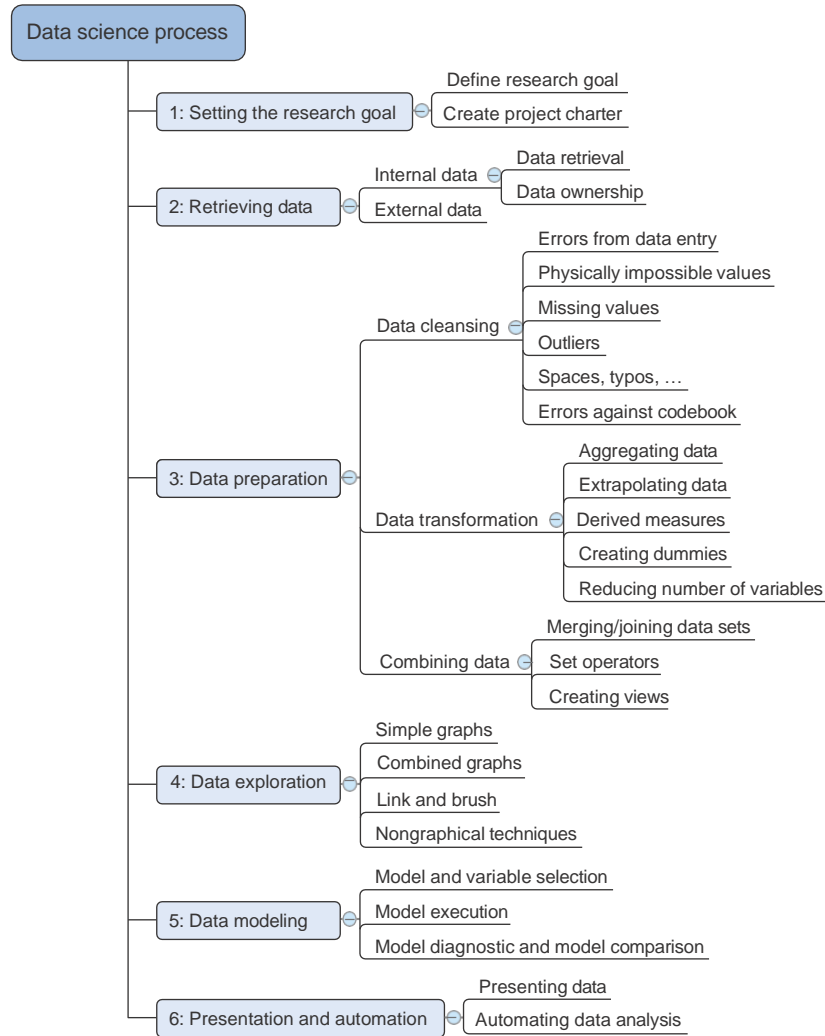 Data science process
1: Setting the research goal
Define research goal
Create project charter
2: Retrieving data
Internal data
Data retrieval
Data ownership
External data
3: Data preparation
Data cleansing
Errors from data entry
Physically impossible values
Missing values
Outliers
Spaces, typos, …
Errors against codebook
Data transformation
Aggregating data
Extrapolating data
Derived measures
Creating dummies
Reducing number of variables
Combining data
Merging/joining data sets
Set operators
Creating views
4: Data exploration
Simple graphs
Combined graphs
Link and brush
Nongraphical techniques
5: Data modeling
Model and variable selection
Model execution
Model diagnostic and model comparison
6: Presentation and automation
Presenting data
Automating data analysis